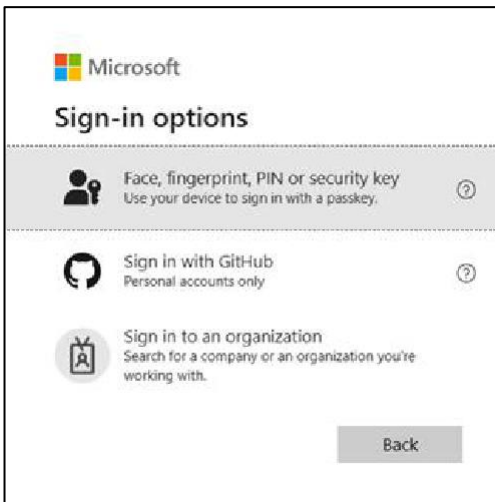 Microsoft
Sign-in options
Face, fingerprint, PIN or security key
Use your device to sign in with a passkey.
Sign in with GitHub
Personal accounts only
Sign in to an organization
Search for a company or an organization you're
working with.
Back